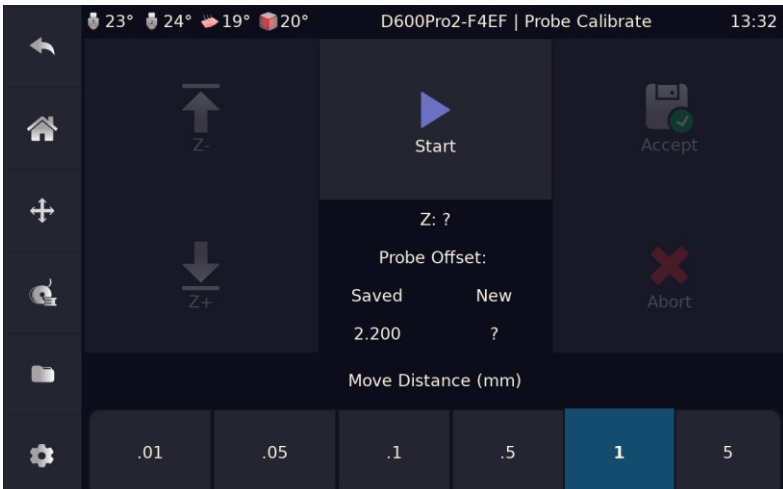 23° 24° 19° 20° D600Pro2-F4EF | Probe Calibrate 13:32
Z-
Start
Accept
Z: ?
Probe Offset:
Z+
Saved New
Abort
2.200 ?
Move Distance (mm)
.01 .05 .1 .5 1 5